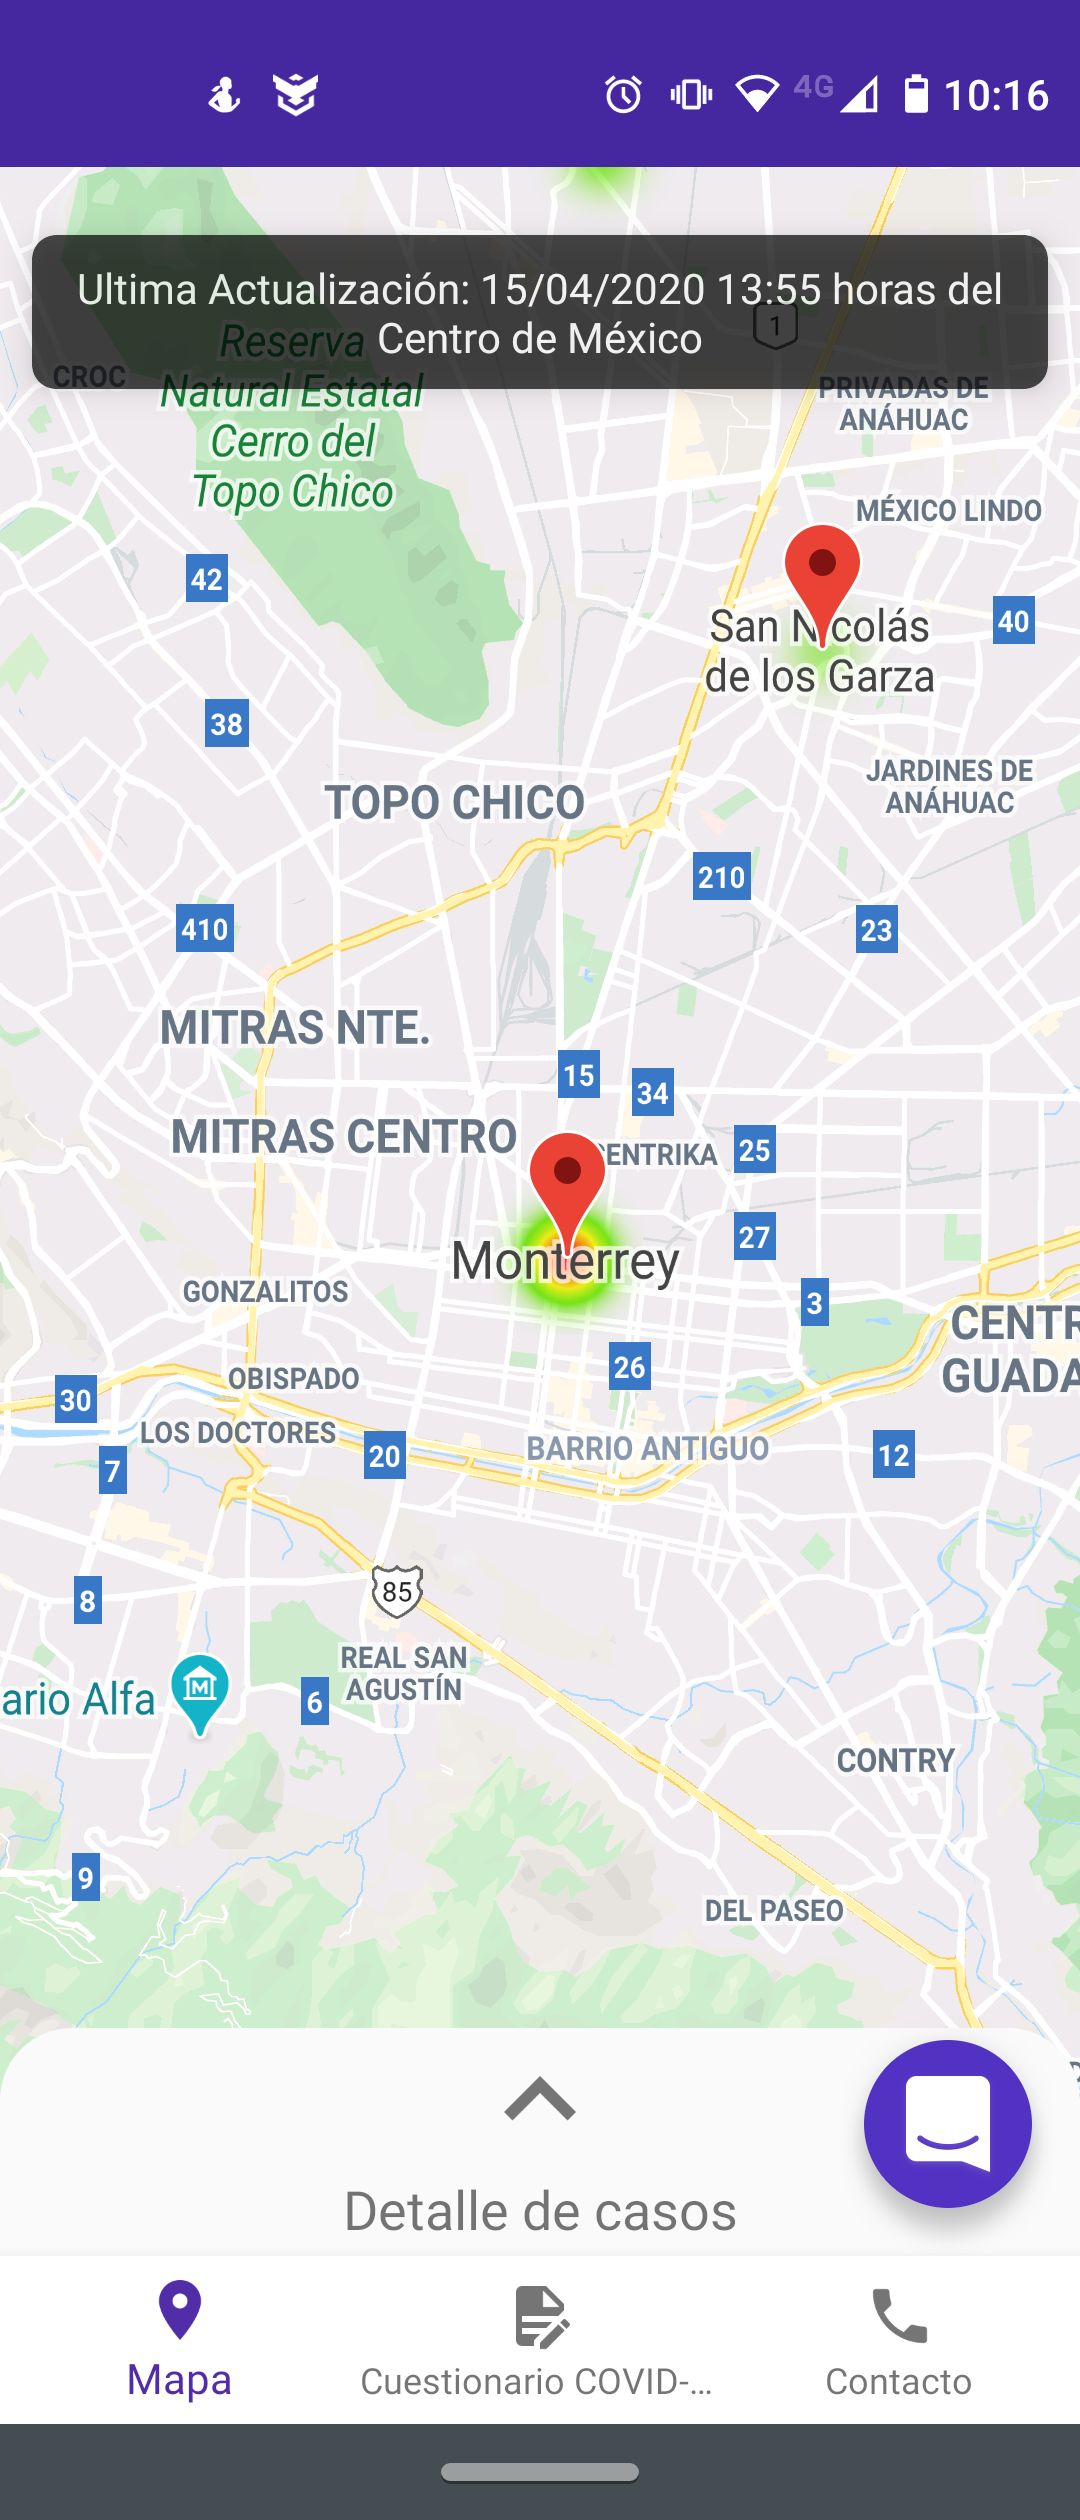 4G 10:16
Ultima Actualización: 15/04/2020 13:55 horas del
Centro de México
1
Reserva
Natural Estatal
Cerro del
Topo Chico
CROC
PRIVADAS DE
ANÁHUAC
MÉXICO LINDO
42
40
San Nicolás
de los Garza
38
JARDINES DE
ANÁHUAC
TOPO CHICO
210
410
23
MITRAS NTE.
15
34
MITRAS CENTRO
CENTRIKA
25
27
Monterrey
GONZALITOS
3
CENTR
GUADA
26
OBISPADO
30
LOS DOCTORES
BARRIO ANTIGUO
20
12
7
85
8
REAL SAN
AGUSTÍN
ario Alfa
M
6
CONTRY
9
DEL PASEO
Detalle de casos
Mapa
Cuestionario COVID-...
Contacto